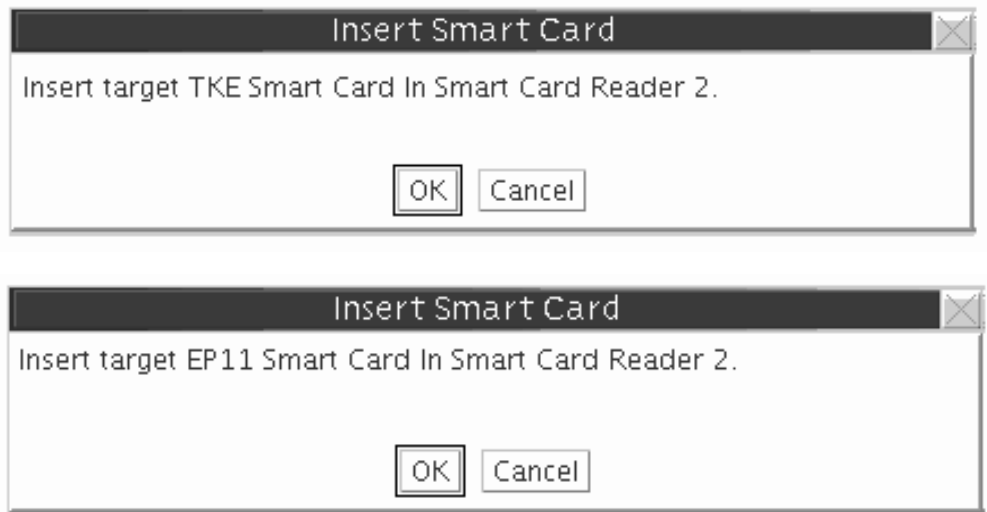 Insert Smart Card
Insert target TKE Smart Card In Smart Card Reader 2.
OK Cancel
Insert Smart Card
Insert target EP11 Smart Card In Smart Card Reader 2.
OK Cancel